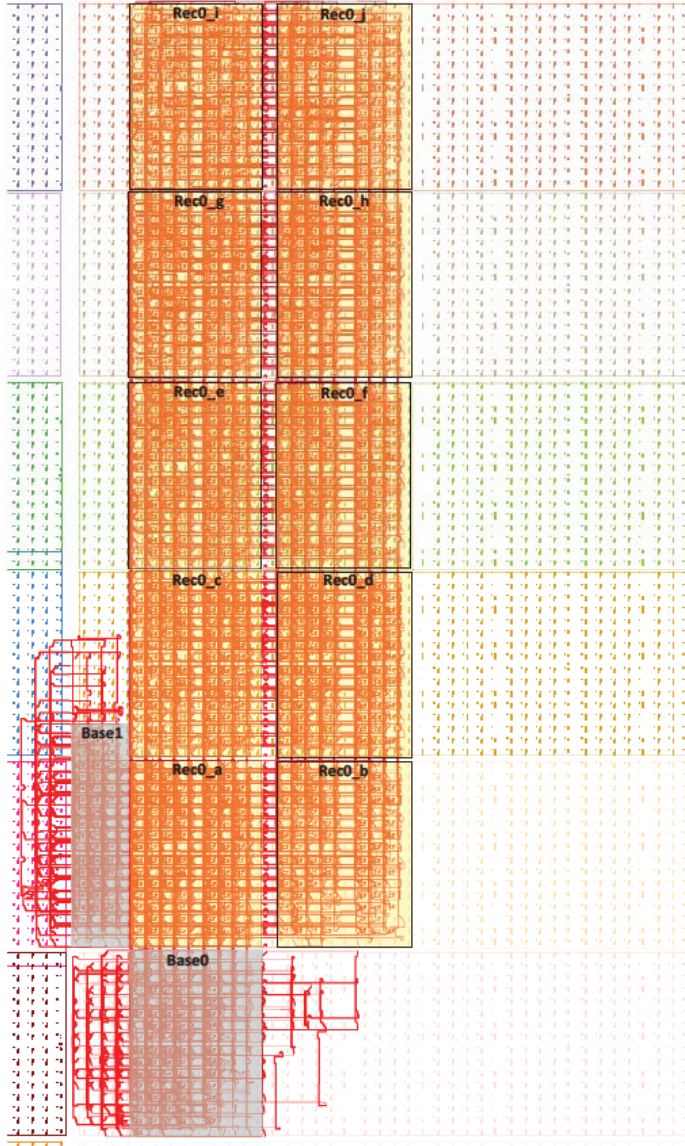 Rec0_i Rec0_j
Rec0_g Rec0_h
Rec0_e Rec0_f
Rec0_c Rec0_d
Base1
Rec0_a Rec0_b
Base0